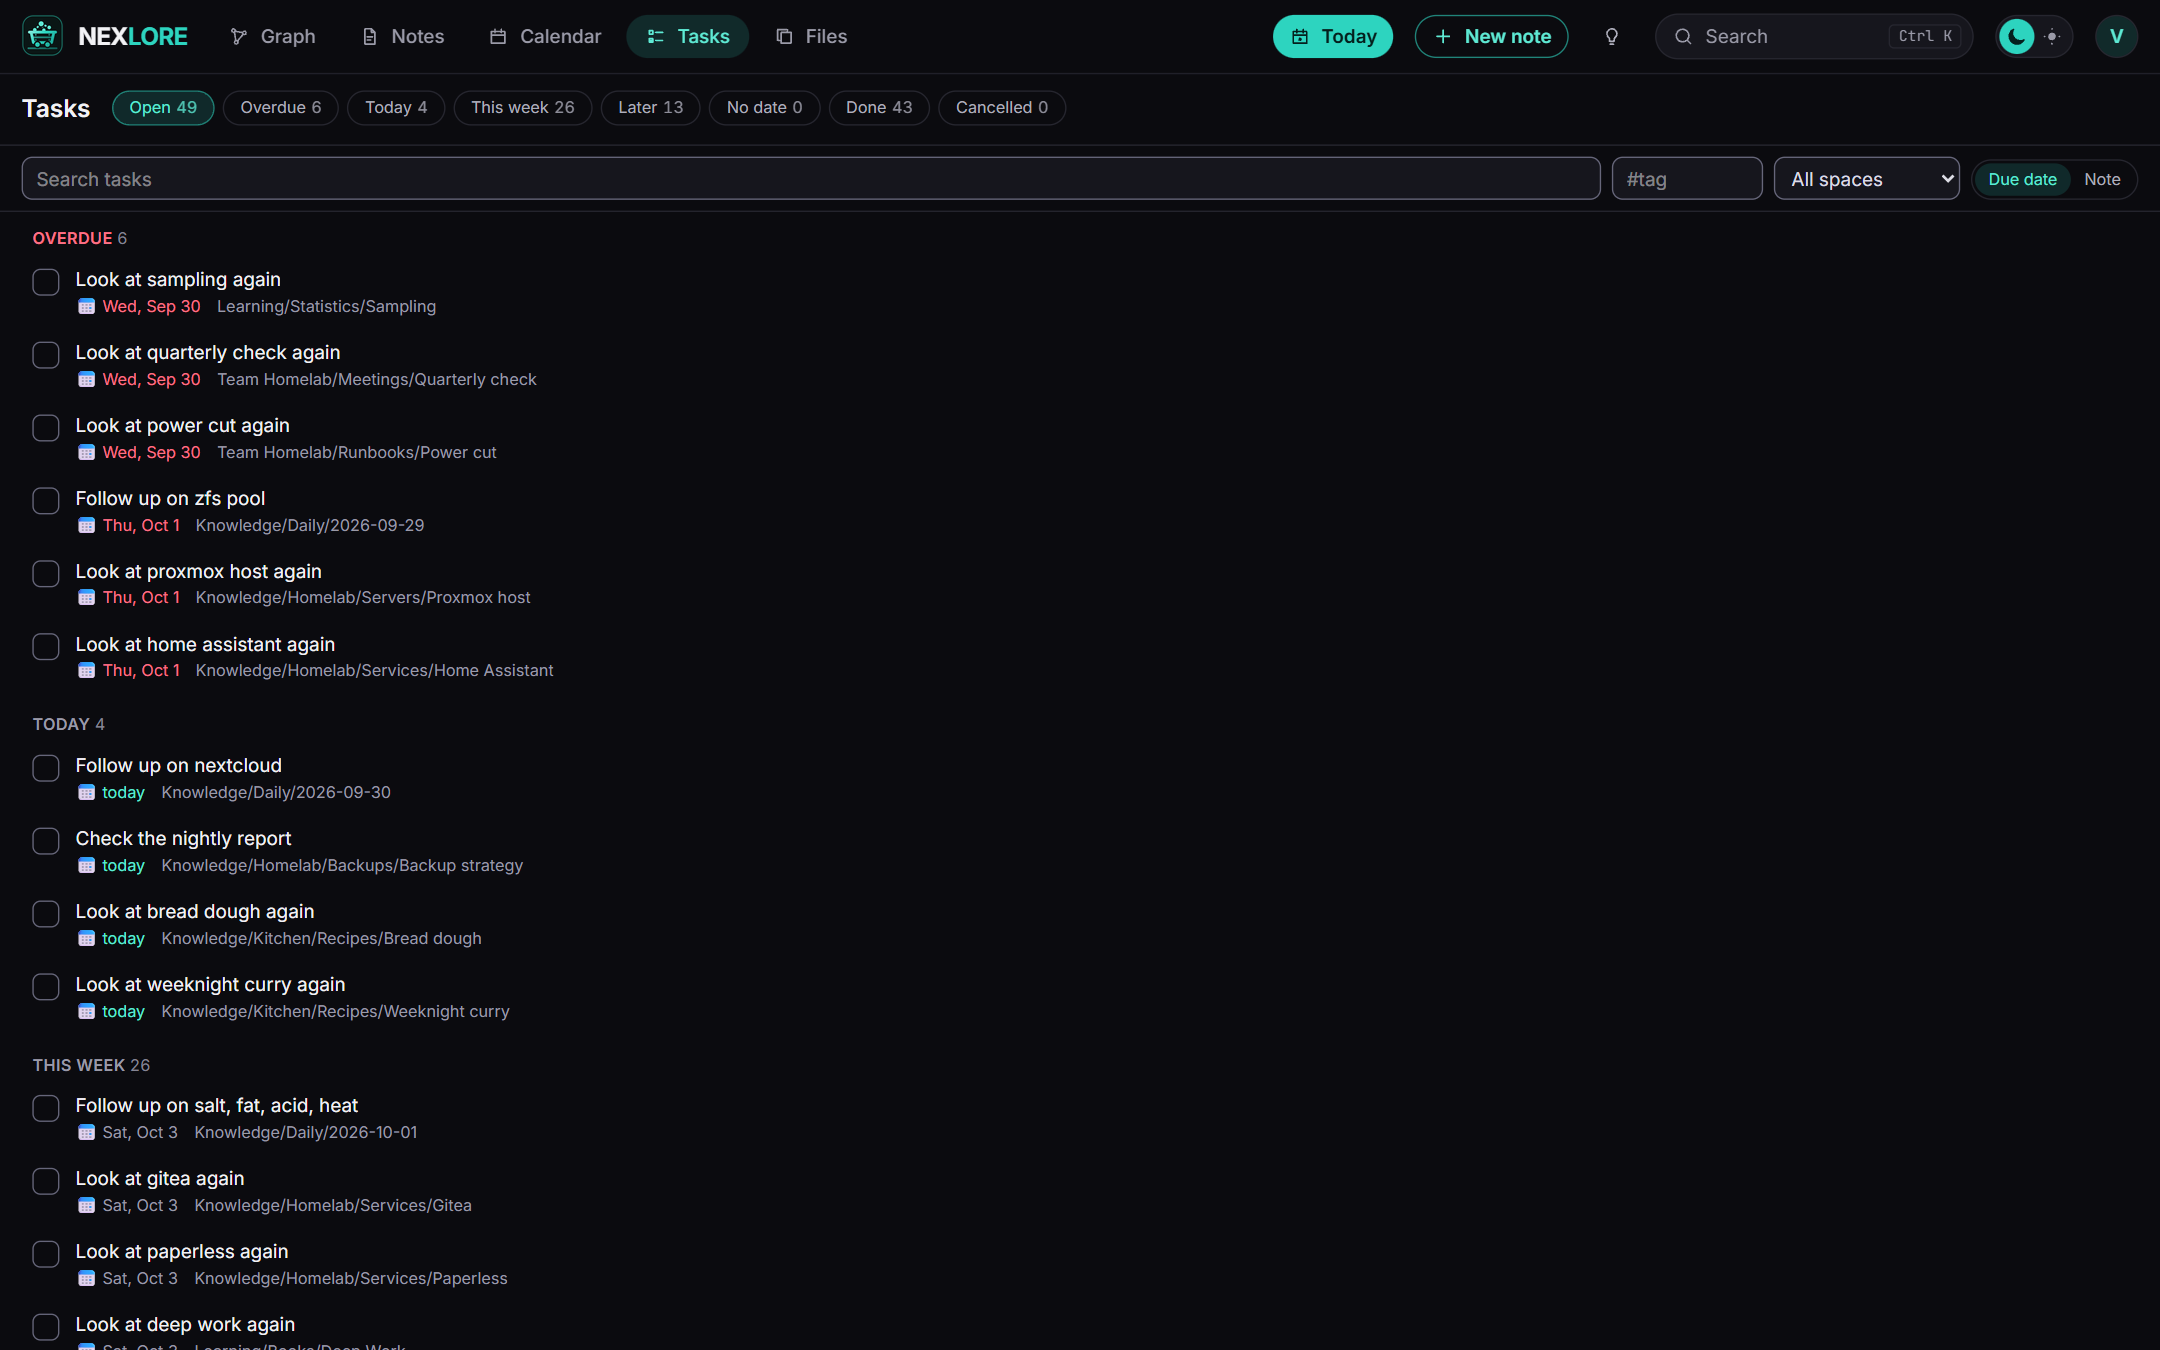 NEXLORE Graph Notes Calendar Tasks Files Today New note Search Ctrl K V
Tasks Open 49 Overdue 6 Today 4 This week 26 Later 13 No date 0 Done 43 Cancelled 0
Search tasks #tag All spaces Due date Note
OVERDUE 6
Look at sampling again
Wed, Sep 30 Learning/Statistics/Sampling
Look at quarterly check again
Wed, Sep 30 Team Homelab/Meetings/Quarterly check
Look at power cut again
Wed, Sep 30 Team Homelab/Runbooks/Power cut
Follow up on zfs pool
Thu, Oct 1 Knowledge/Daily/2026-09-29
Look at proxmox host again
Thu, Oct 1 Knowledge/Homelab/Servers/Proxmox host
Look at home assistant again
Thu, Oct 1 Knowledge/Homelab/Services/Home Assistant
TODAY 4
Follow up on nextcloud
today Knowledge/Daily/2026-09-30
Check the nightly report
today Knowledge/Homelab/Backups/Backup strategy
Look at bread dough again
today Knowledge/Kitchen/Recipes/Bread dough
Look at weeknight curry again
today Knowledge/Kitchen/Recipes/Weeknight curry
THIS WEEK 26
Follow up on salt, fat, acid, heat
Sat, Oct 3 Knowledge/Daily/2026-10-01
Look at gitea again
Sat, Oct 3 Knowledge/Homelab/Services/Gitea
Look at paperless again
Sat, Oct 3 Knowledge/Homelab/Services/Paperless
Look at deep work again
Sat, Oct 3 Learning/Books/Deep Work